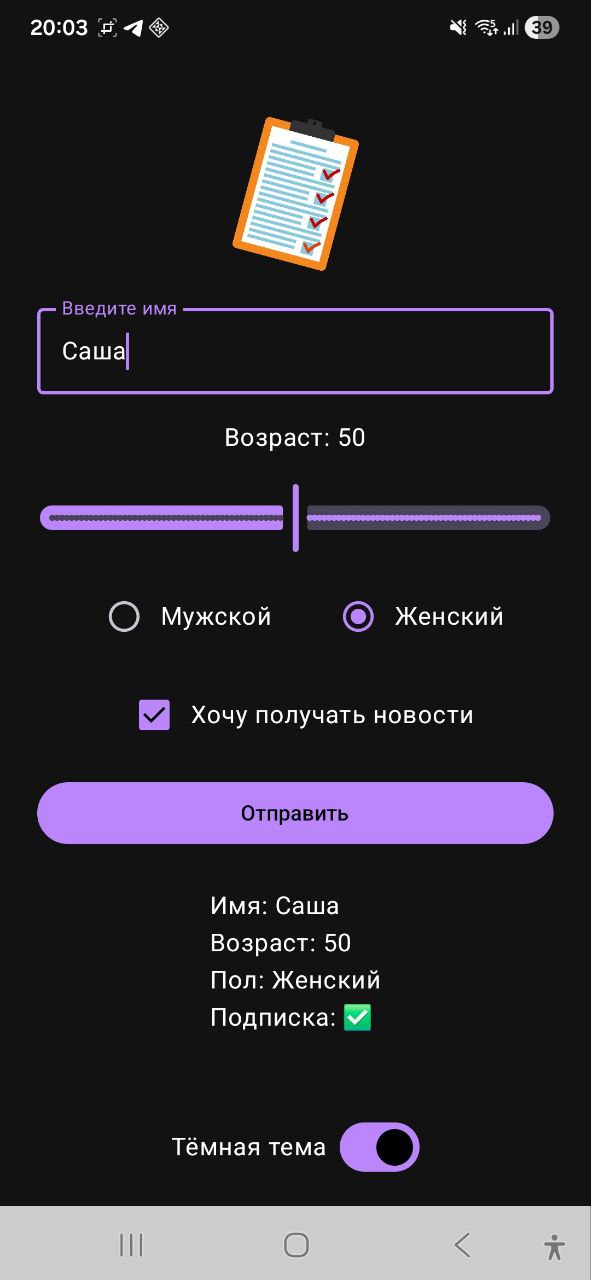 20:03
39
Введите имя
Саша
Возраст: 50
Мужской
Женский
Хочу получать новости
Отправить
Имя: Саша
Возраст: 50
Пол: Женский
Подписка: ✅
Тёмная тема